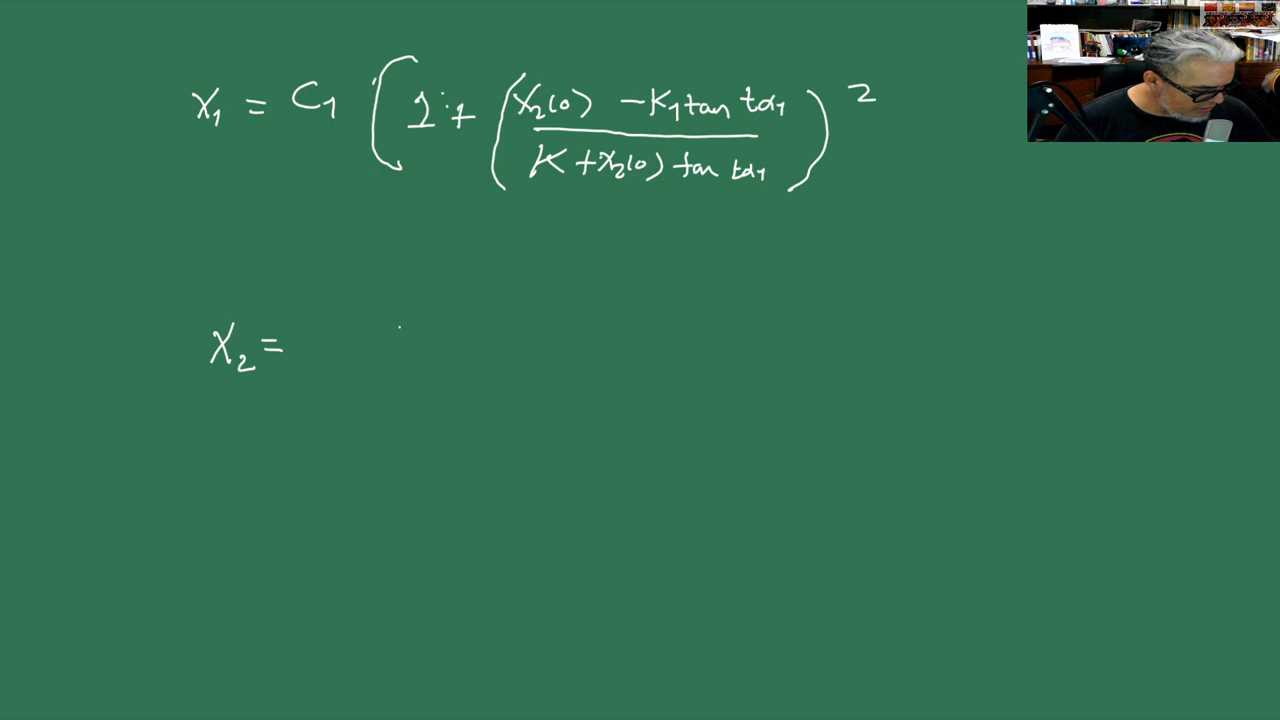 X₁ = C₁ ( 1 + ( (X₂(0) − K₁ tan tα₁) / (K + X₂(0) tan tα₁) )²
X₂ =